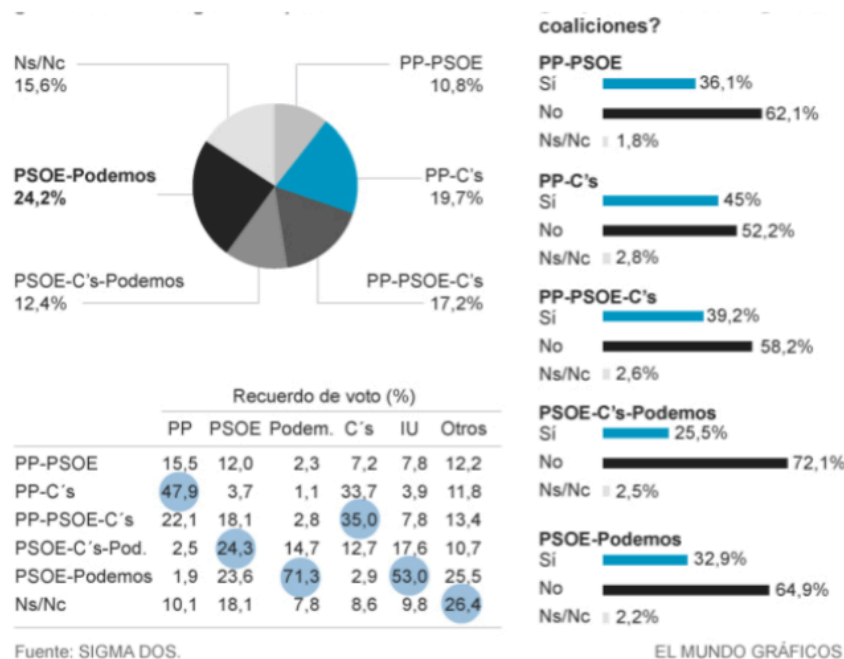 coaliciones?
Ns/Nc
15,6%
PP-PSOE
10,8%
PSOE-Podemos
24,2%
PP-C's
19,7%
PSOE-C's-Podemos
12,4%
PP-PSOE-C's
17,2%
Recuerdo de voto (%)
PP PSOE Podem. C´s IU Otros
PP-PSOE 15,5 12,0 2,3 7,2 7,8 12,2
PP-C´s 47,9 3,7 1,1 33,7 3,9 11,8
PP-PSOE-C´s 22,1 18,1 2,8 35,0 7,8 13,4
PSOE-C´s-Pod. 2,5 24,3 14,7 12,7 17,6 10,7
PSOE-Podemos 1,9 23,6 71,3 2,9 53,0 25,5
Ns/Nc 10,1 18,1 7,8 8,6 9,8 26,4
PP-PSOE
Sí 36,1%
No 62,1%
Ns/Nc 1,8%
PP-C's
Sí 45%
No 52,2%
Ns/Nc 2,8%
PP-PSOE-C's
Sí 39,2%
No 58,2%
Ns/Nc 2,6%
PSOE-C's-Podemos
Sí 25,5%
No 72,1%
Ns/Nc 2,5%
PSOE-Podemos
Sí 32,9%
No 64,9%
Ns/Nc 2,2%
Fuente: SIGMA DOS.
EL MUNDO GRÁFICOS